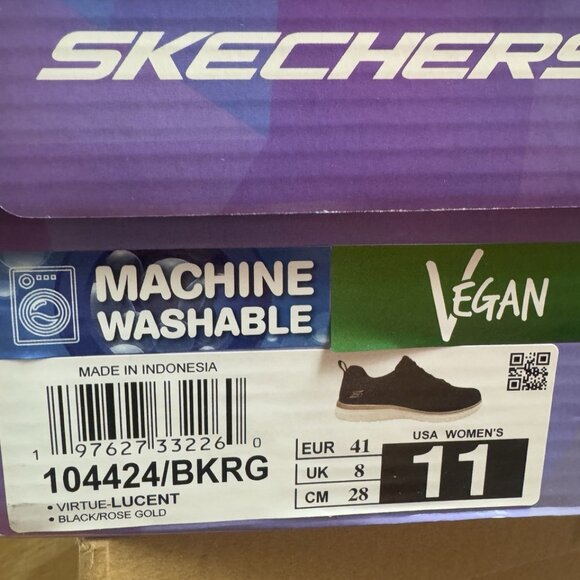 SKECHERS
MACHINE
WASHABLE
VEGAN
MADE IN INDONESIA
1 97627 33226 0
104424/BKRG
• VIRTUE-LUCENT
• BLACK/ROSE GOLD
EUR 41
UK 8
CM 28
USA WOMEN'S
11